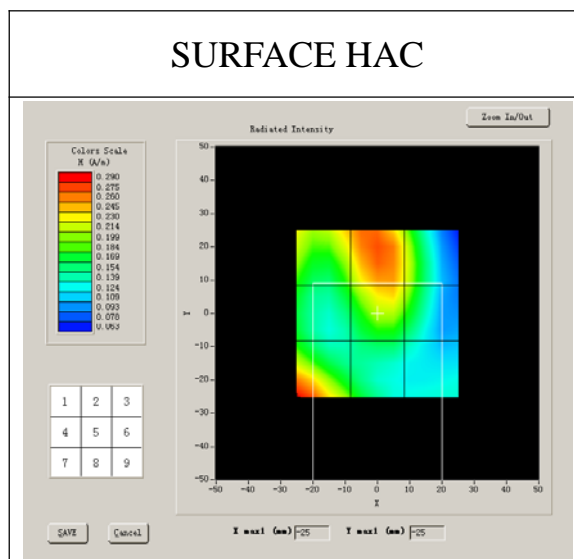 SURFACE HAC
Zoom In/Out
Radiated Intensity
Colors Scale
H (A/m)
0.290
0.275
0.260
0.245
0.230
0.214
0.199
0.184
0.169
0.154
0.139
0.124
0.109
0.093
0.078
0.063
50
40
30
20
10
0
-10
-20
-30
-40
-50
Y
-50 -40 -30 -20 -10 0 10 20 30 40 50
X
1 2 3
4 5 6
7 8 9
SAVE Cancel
X max1 (mm) -25 Y max1 (mm) -25